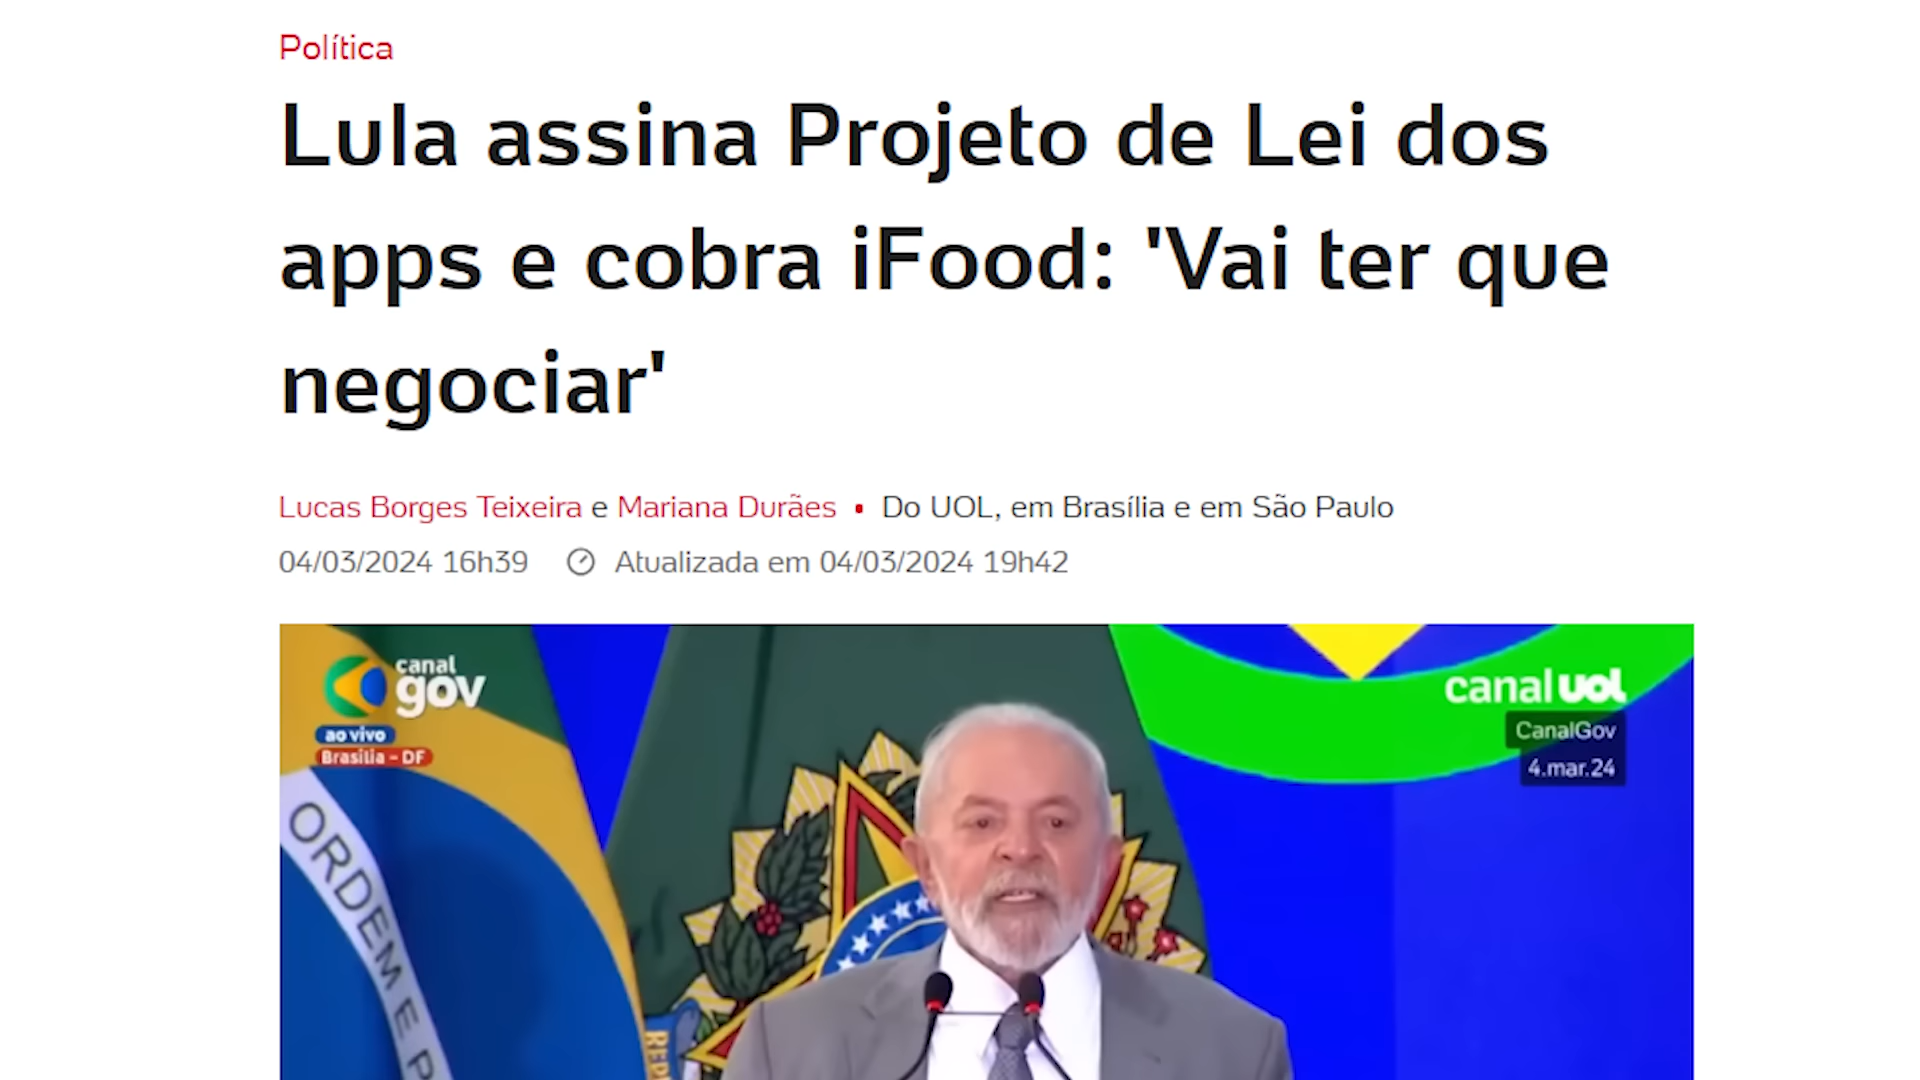 Política
Lula assina Projeto de Lei dos
apps e cobra iFood: 'Vai ter que
negociar'
Lucas Borges Teixeira e Mariana Durães • Do UOL, em Brasília e em São Paulo
04/03/2024 16h39 Atualizada em 04/03/2024 19h42
canal
gov
ao vivo
Brasília – DF
canal uol
CanalGov
4.mar.24
ORDEM E P
REP